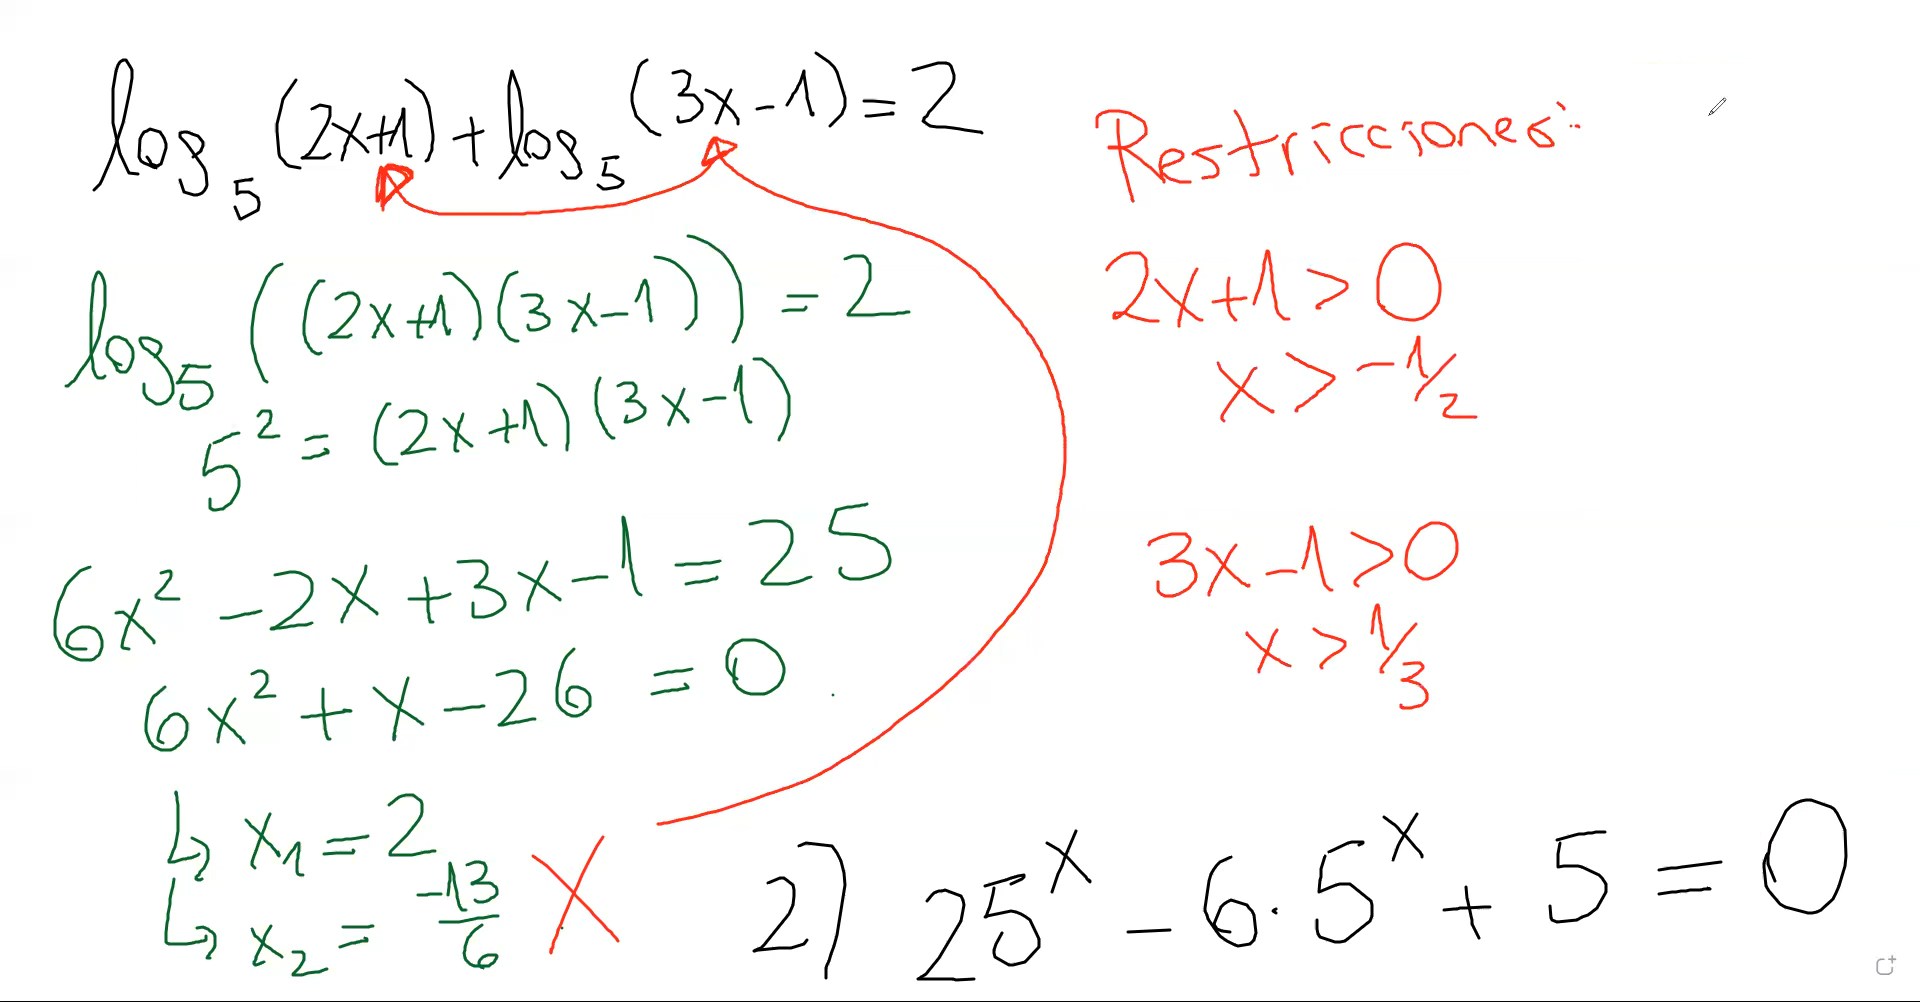 log₅(2x+1)+log₅(3x-1)=2
log₅((2x+1)(3x-1))=2
5²=(2x+1)(3x-1)
6x²-2x+3x-1=25
6x²+x-26=0
↳ x₁=2
↳ x₂=-13/6 X
Restricciones:
2x+1>0
x>-1/2
3x-1>0
x>1/3
2) 25ˣ-6·5ˣ+5=0